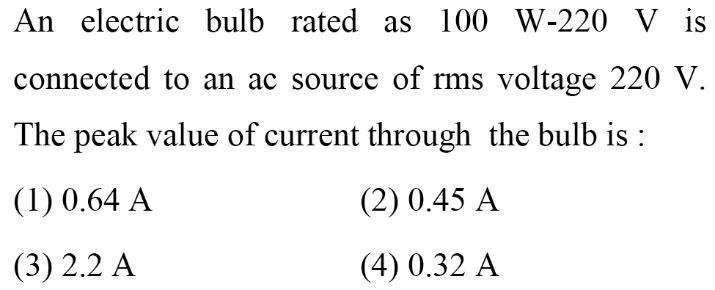 An electric bulb rated as 100 W-220 V is
connected to an ac source of rms voltage 220 V.
The peak value of current through the bulb is :
(1) 0.64 A (2) 0.45 A
(3) 2.2 A (4) 0.32 A